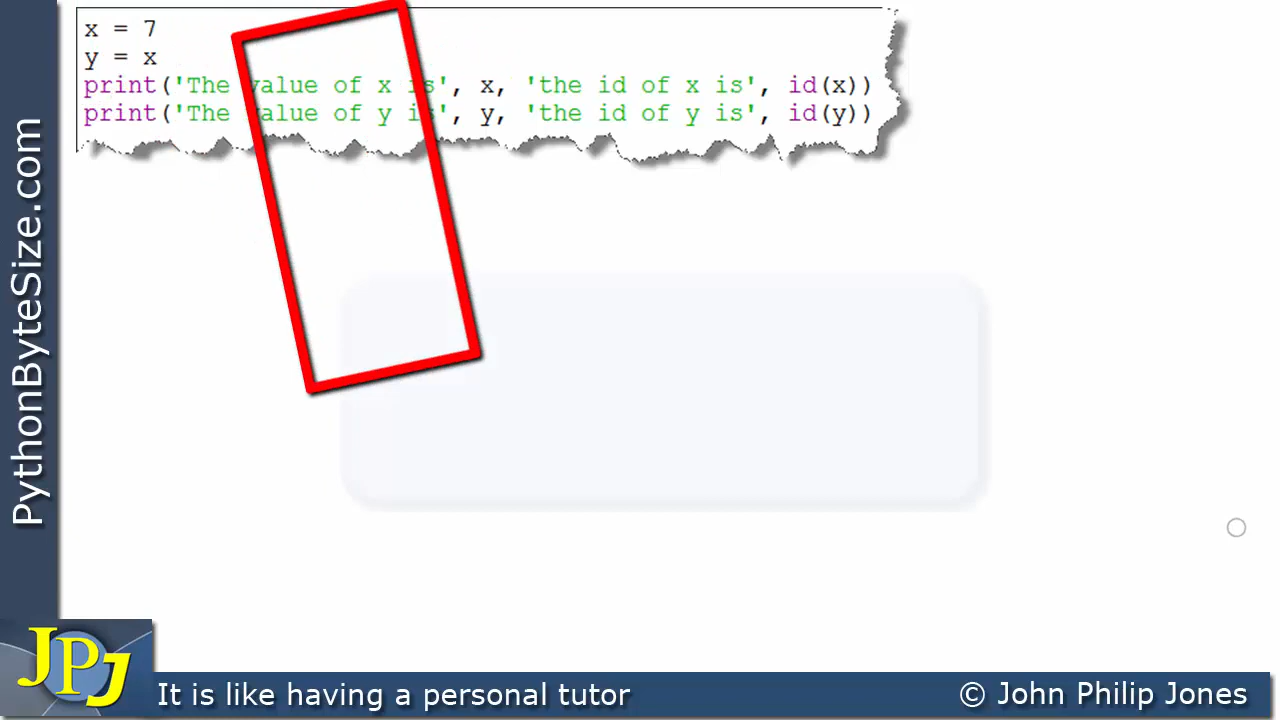 x = 7
y = x
print('The value of x is', x, 'the id of x is', id(x))
print('The value of y is', y, 'the id of y is', id(y))
PythonByteSize.com
JPJ
It is like having a personal tutor
© John Philip Jones